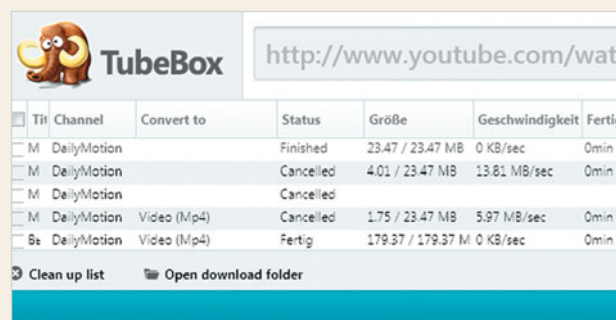 TubeBox
http://www.youtube.com/wat
Tit Channel Convert to Status Größe Geschwindigkeit Ferti
M DailyMotion Finished 23.47 / 23.47 MB 0 KB/sec 0min
M DailyMotion Cancelled 4.01 / 23.47 MB 13.81 MB/sec 0min
M DailyMotion Cancelled
M DailyMotion Video (Mp4) Cancelled 1.75 / 23.47 MB 5.97 MB/sec 0min
Be DailyMotion Video (Mp4) Fertig 179.37 / 179.37 M 0 KB/sec 0min
Clean up list Open download folder